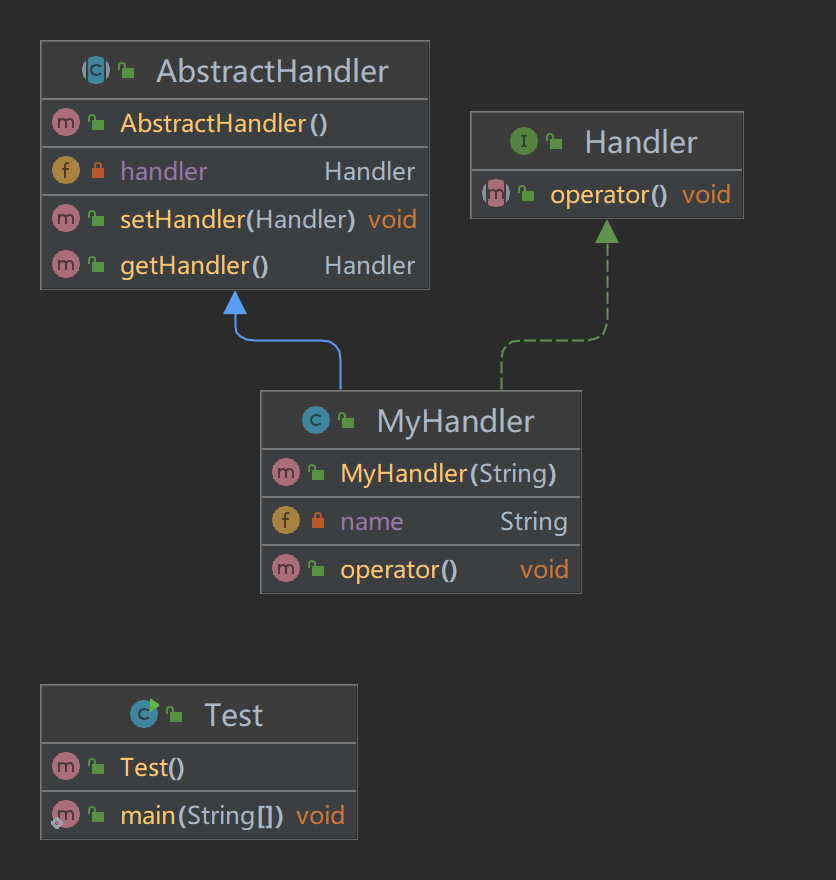 AbstractHandler
AbstractHandler()
handler Handler
setHandler(Handler) void
getHandler() Handler
Handler
operator() void
MyHandler
MyHandler(String)
name String
operator() void
Test
Test()
main(String[]) void